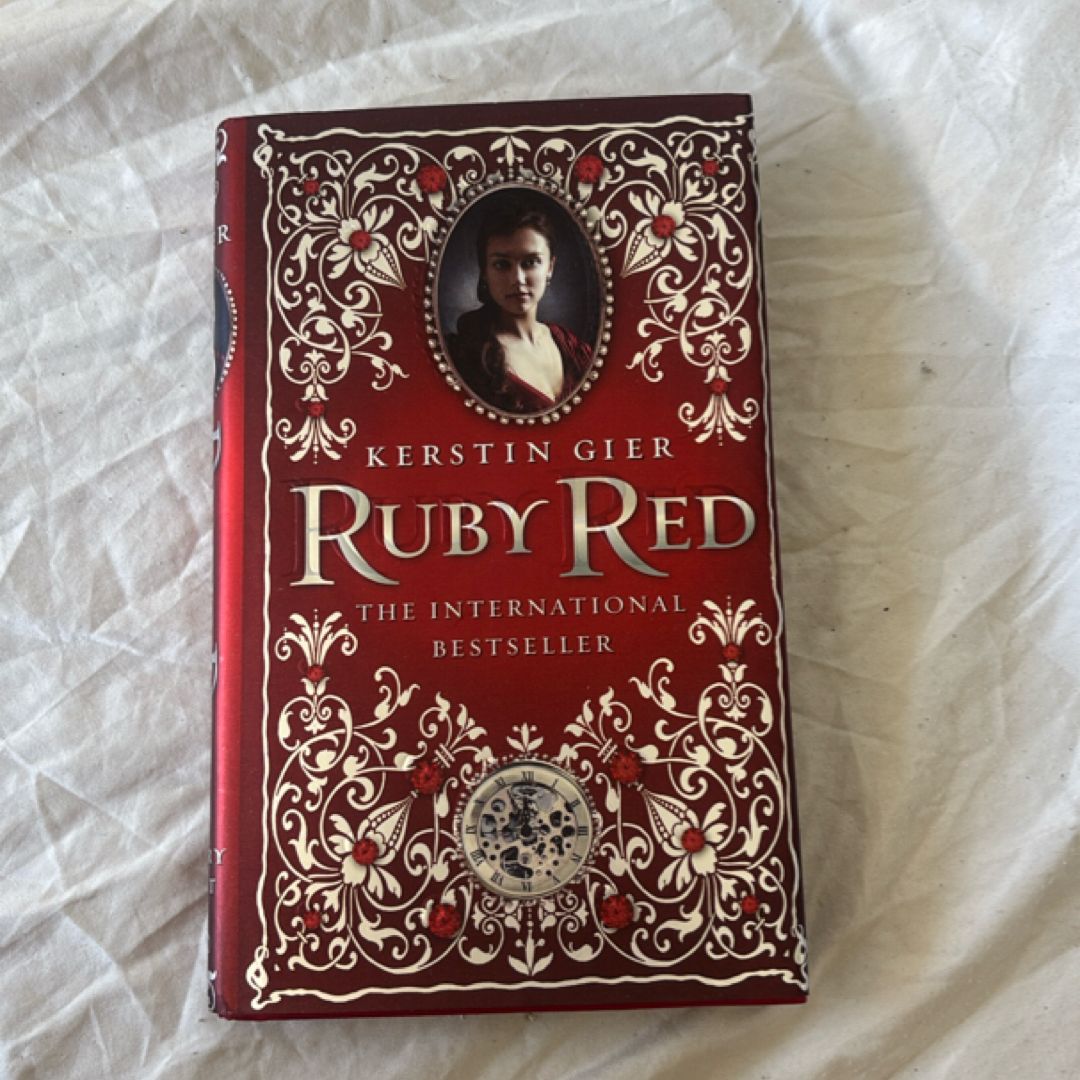 KERSTIN GIER
RUBY RED
THE INTERNATIONAL
BESTSELLER